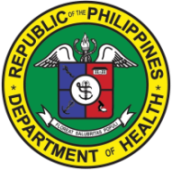 REPUBLIC OF THE PHILIPPINES
DEPARTMENT OF HEALTH